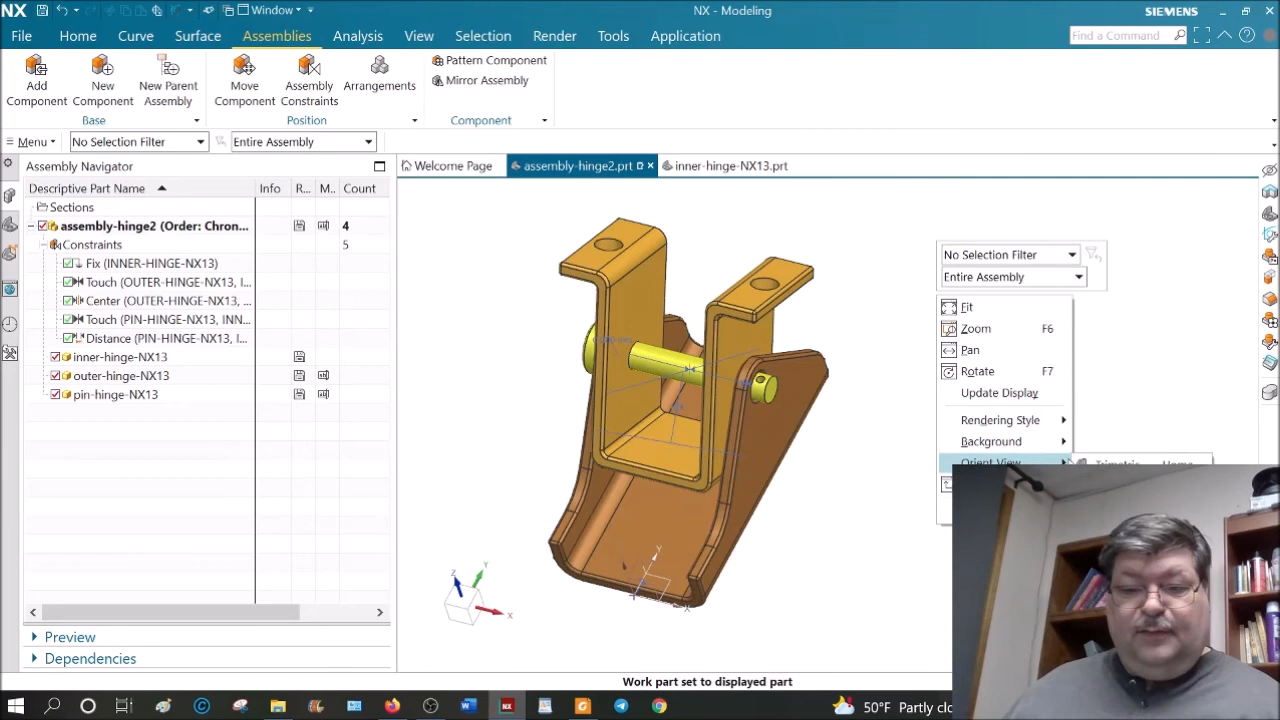 NX
Window
NX - Modeling
SIEMENS
File Home Curve Surface Assemblies Analysis View Selection Render Tools Application
Find a Command
Add Component
New Component
New Parent Assembly
Base
Move Component
Assembly Constraints
Arrangements
Position
Pattern Component
Mirror Assembly
Component
Menu
No Selection Filter
Entire Assembly
Assembly Navigator
Welcome Page
assembly-hinge2.prt
inner-hinge-NX13.prt
Descriptive Part Name Info R... M.. Count
Sections
assembly-hinge2 (Order: Chron... 4
Constraints 5
Fix (INNER-HINGE-NX13)
Touch (OUTER-HINGE-NX13, I...
Center (OUTER-HINGE-NX13, ...
Touch (PIN-HINGE-NX13, INN...
Distance (PIN-HINGE-NX13, I...
inner-hinge-NX13
outer-hinge-NX13
pin-hinge-NX13
No Selection Filter
Entire Assembly
Fit
Zoom F6
Pan
Rotate F7
Update Display
Rendering Style
Background
Orient View
Z
Y
X
Y
X
Preview
Dependencies
Work part set to displayed part
50°F Partly clo